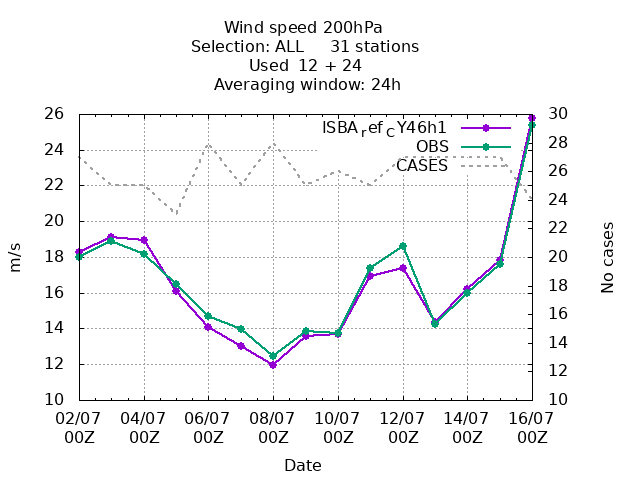 Wind speed 200hPa
Selection: ALL 31 stations
Used 12 + 24
Averaging window: 24h
m/s
26
24
22
20
18
16
14
12
10
ISBArefCY46h1
OBS
CASES
30
28
26
24
22
20
18
16
14
12
10
No cases
02/07 04/07 06/07 08/07 10/07 12/07 14/07 16/07
00Z 00Z 00Z 00Z 00Z 00Z 00Z 00Z
Date